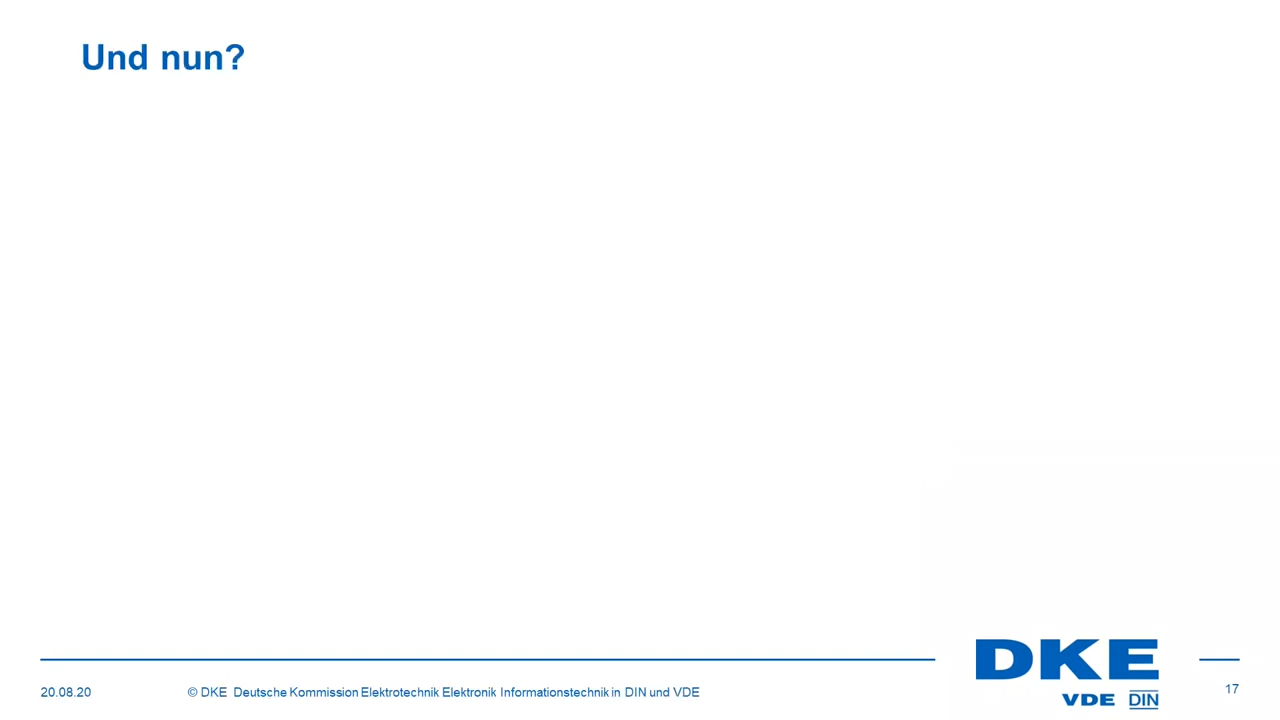 Und nun?
DKE
VDE DIN
20.08.20
© DKE Deutsche Kommission Elektrotechnik Elektronik Informationstechnik in DIN und VDE
17